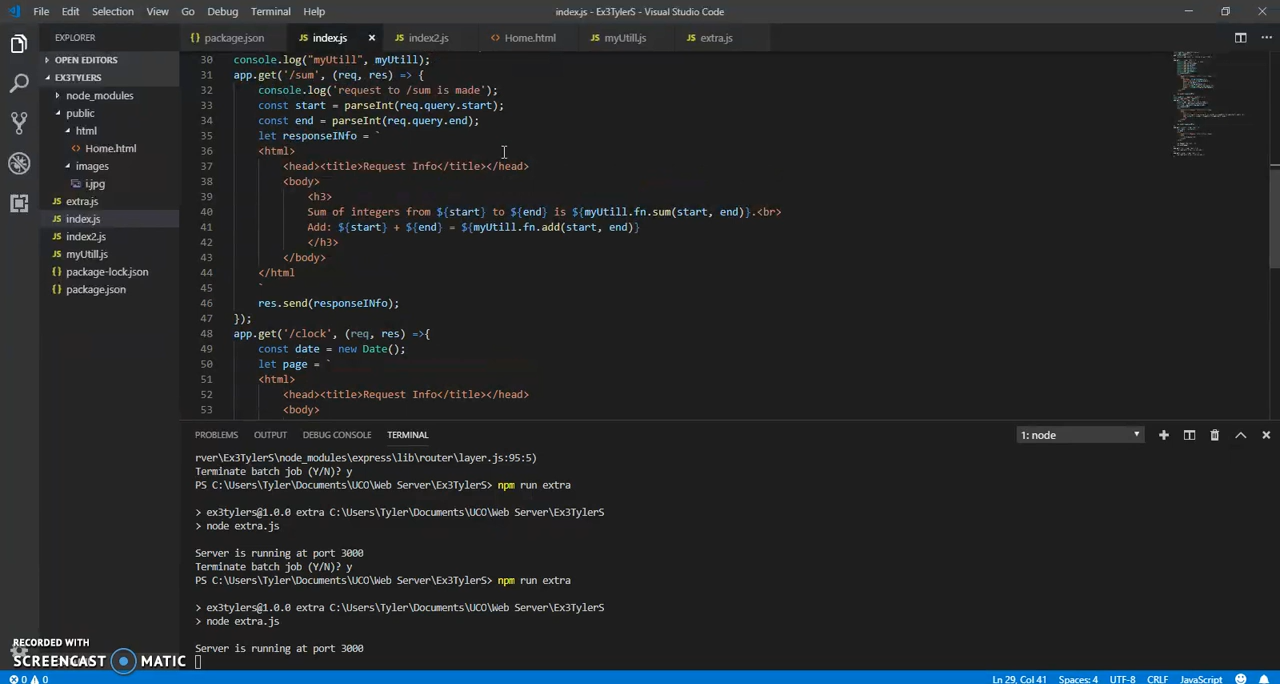 File Edit Selection View Go Debug Terminal Help
index.js - Ex3TylerS - Visual Studio Code
EXPLORER
package.json
index.js
index2.js
Home.html
myUtill.js
extra.js
OPEN EDITORS
EX3TYLERS
node_modules
public
html
Home.html
images
i.jpg
extra.js
index.js
index2.js
myUtill.js
package-lock.json
package.json
30 console.log("myUtill", myUtill);
31 app.get('/sum', (req, res) => {
32 console.log('request to /sum is made');
33 const start = parseInt(req.query.start);
34 const end = parseInt(req.query.end);
35 let responseINfo = `
36 <html>
37 <head><title>Request Info</title></head>
38 <body>
39 <h3>
40 Sum of integers from ${start} to ${end} is ${myUtill.fn.sum(start, end)}.<br>
41 Add: ${start} + ${end} = ${myUtill.fn.add(start, end)}
42 </h3>
43 </body>
44 </html
45 `
46 res.send(responseINfo);
47 });
48 app.get('/clock', (req, res) =>{
49 const date = new Date();
50 let page = `
51 <html>
52 <head><title>Request Info</title></head>
53 <body>
PROBLEMS OUTPUT DEBUG CONSOLE TERMINAL
1: node
rver\Ex3TylerS\node_modules\express\lib\router\layer.js:95:5)
Terminate batch job (Y/N)? y
PS C:\Users\Tyler\Documents\UCO\Web Server\Ex3TylerS> npm run extra
> ex3tylers@1.0.0 extra C:\Users\Tyler\Documents\UCO\Web Server\Ex3TylerS
> node extra.js
Server is running at port 3000
Terminate batch job (Y/N)? y
PS C:\Users\Tyler\Documents\UCO\Web Server\Ex3TylerS> npm run extra
> ex3tylers@1.0.0 extra C:\Users\Tyler\Documents\UCO\Web Server\Ex3TylerS
> node extra.js
Server is running at port 3000
RECORDED WITH
SCREENCAST MATIC
0 0
Ln 29, Col 41 Spaces: 4 UTF-8 CRLF JavaScript